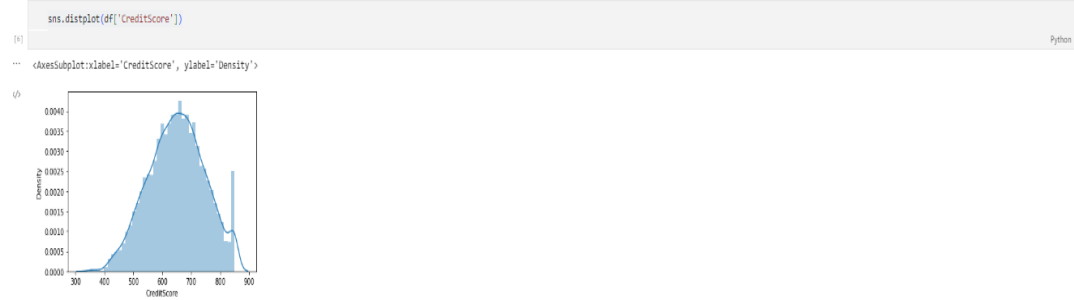 sns.distplot(df['CreditScore'])
[6]
Python
... <AxesSubplot:xlabel='CreditScore', ylabel='Density'>
</>
0.0040
0.0035
0.0030
0.0025
0.0020
0.0015
0.0010
0.0005
0.0000
Density
300 400 500 600 700 800 900
CreditScore